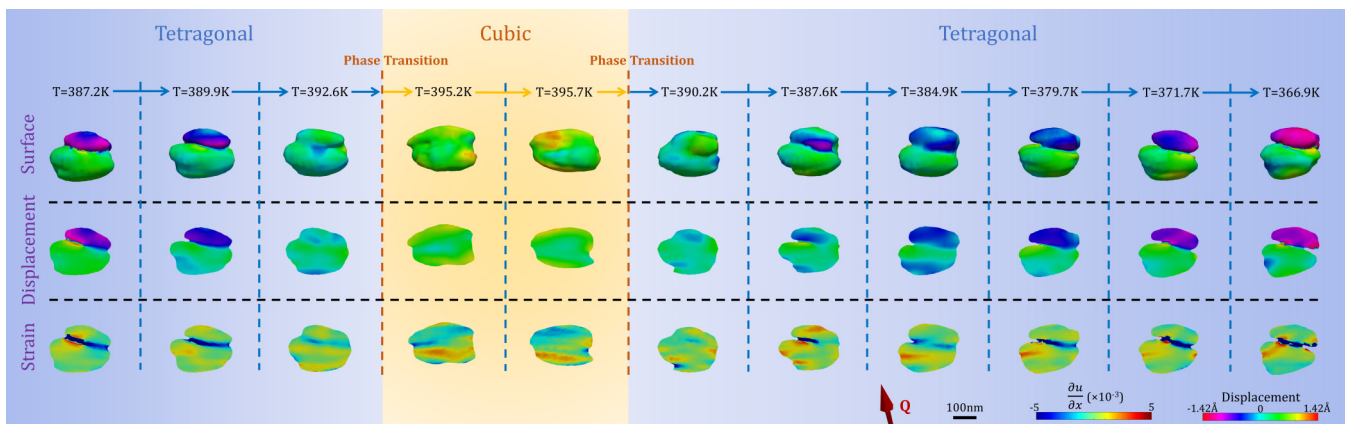 Tetragonal
Cubic
Tetragonal
Phase Transition
Phase Transition
T=387.2K
T=389.9K
T=392.6K
T=395.2K
T=395.7K
T=390.2K
T=387.6K
T=384.9K
T=379.7K
T=371.7K
T=366.9K
Surface
Displacement
Strain
Q
100nm
∂u/∂x (×10⁻³)
-5
5
Displacement
-1.42Å
0
1.42Å